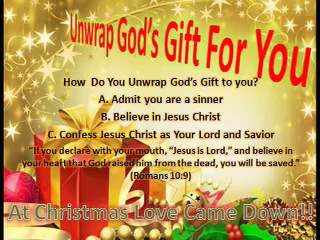 Unwrap God's Gift For You
How Do You Unwrap God's Gift to you?
A. Admit you are a sinner
B. Believe in Jesus Christ
C. Confess Jesus Christ as Your Lord and Savior
"If you declare with your mouth, "Jesus is Lord," and believe in
your heart that God raised him from the dead, you will be saved."
(Romans 10:9)
At Christmas Love Came Down!!